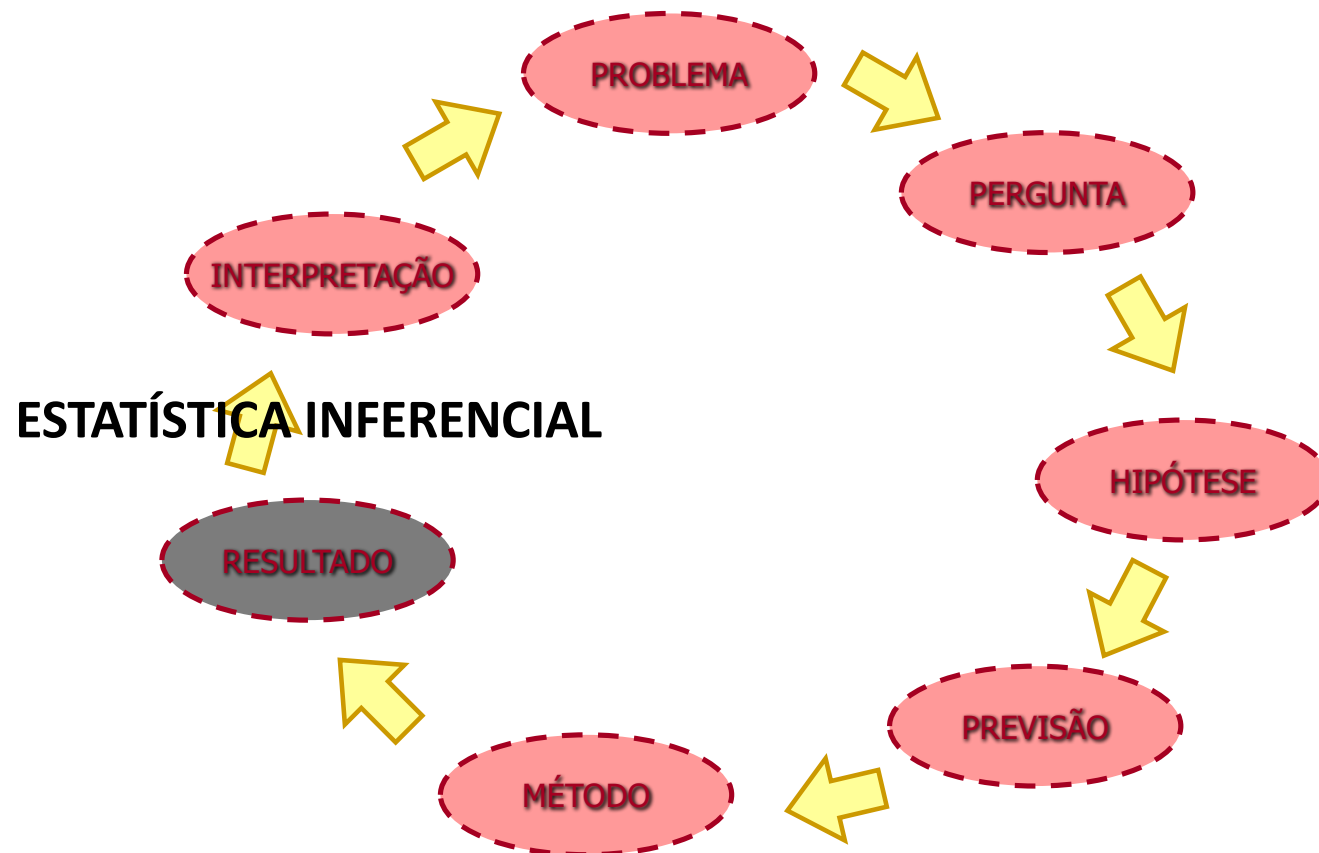 PROBLEMA
PERGUNTA
INTERPRETAÇÃO
ESTATÍSTICA INFERENCIAL
HIPÓTESE
RESULTADO
PREVISÃO
MÉTODO